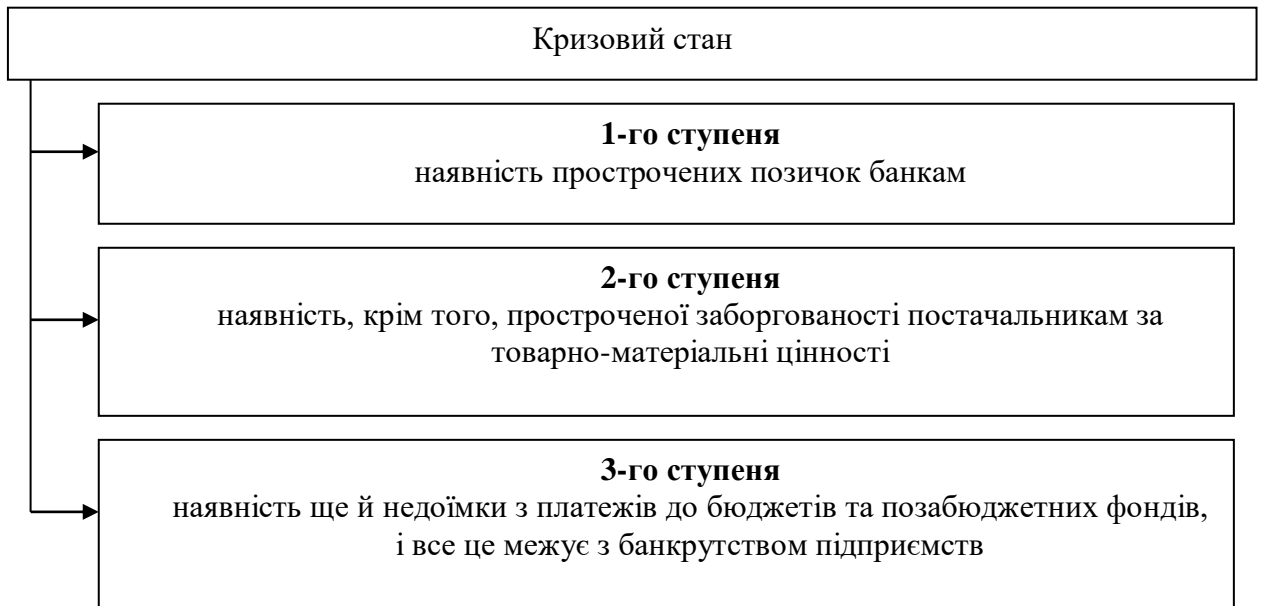 Кризовий стан
1-го ступеня
наявність прострочених позичок банкам
2-го ступеня
наявність, крім того, простроченої заборгованості постачальникам за
товарно-матеріальні цінності
3-го ступеня
наявність ще й недоїмки з платежів до бюджетів та позабюджетних фондів,
і все це межує з банкрутством підприємств